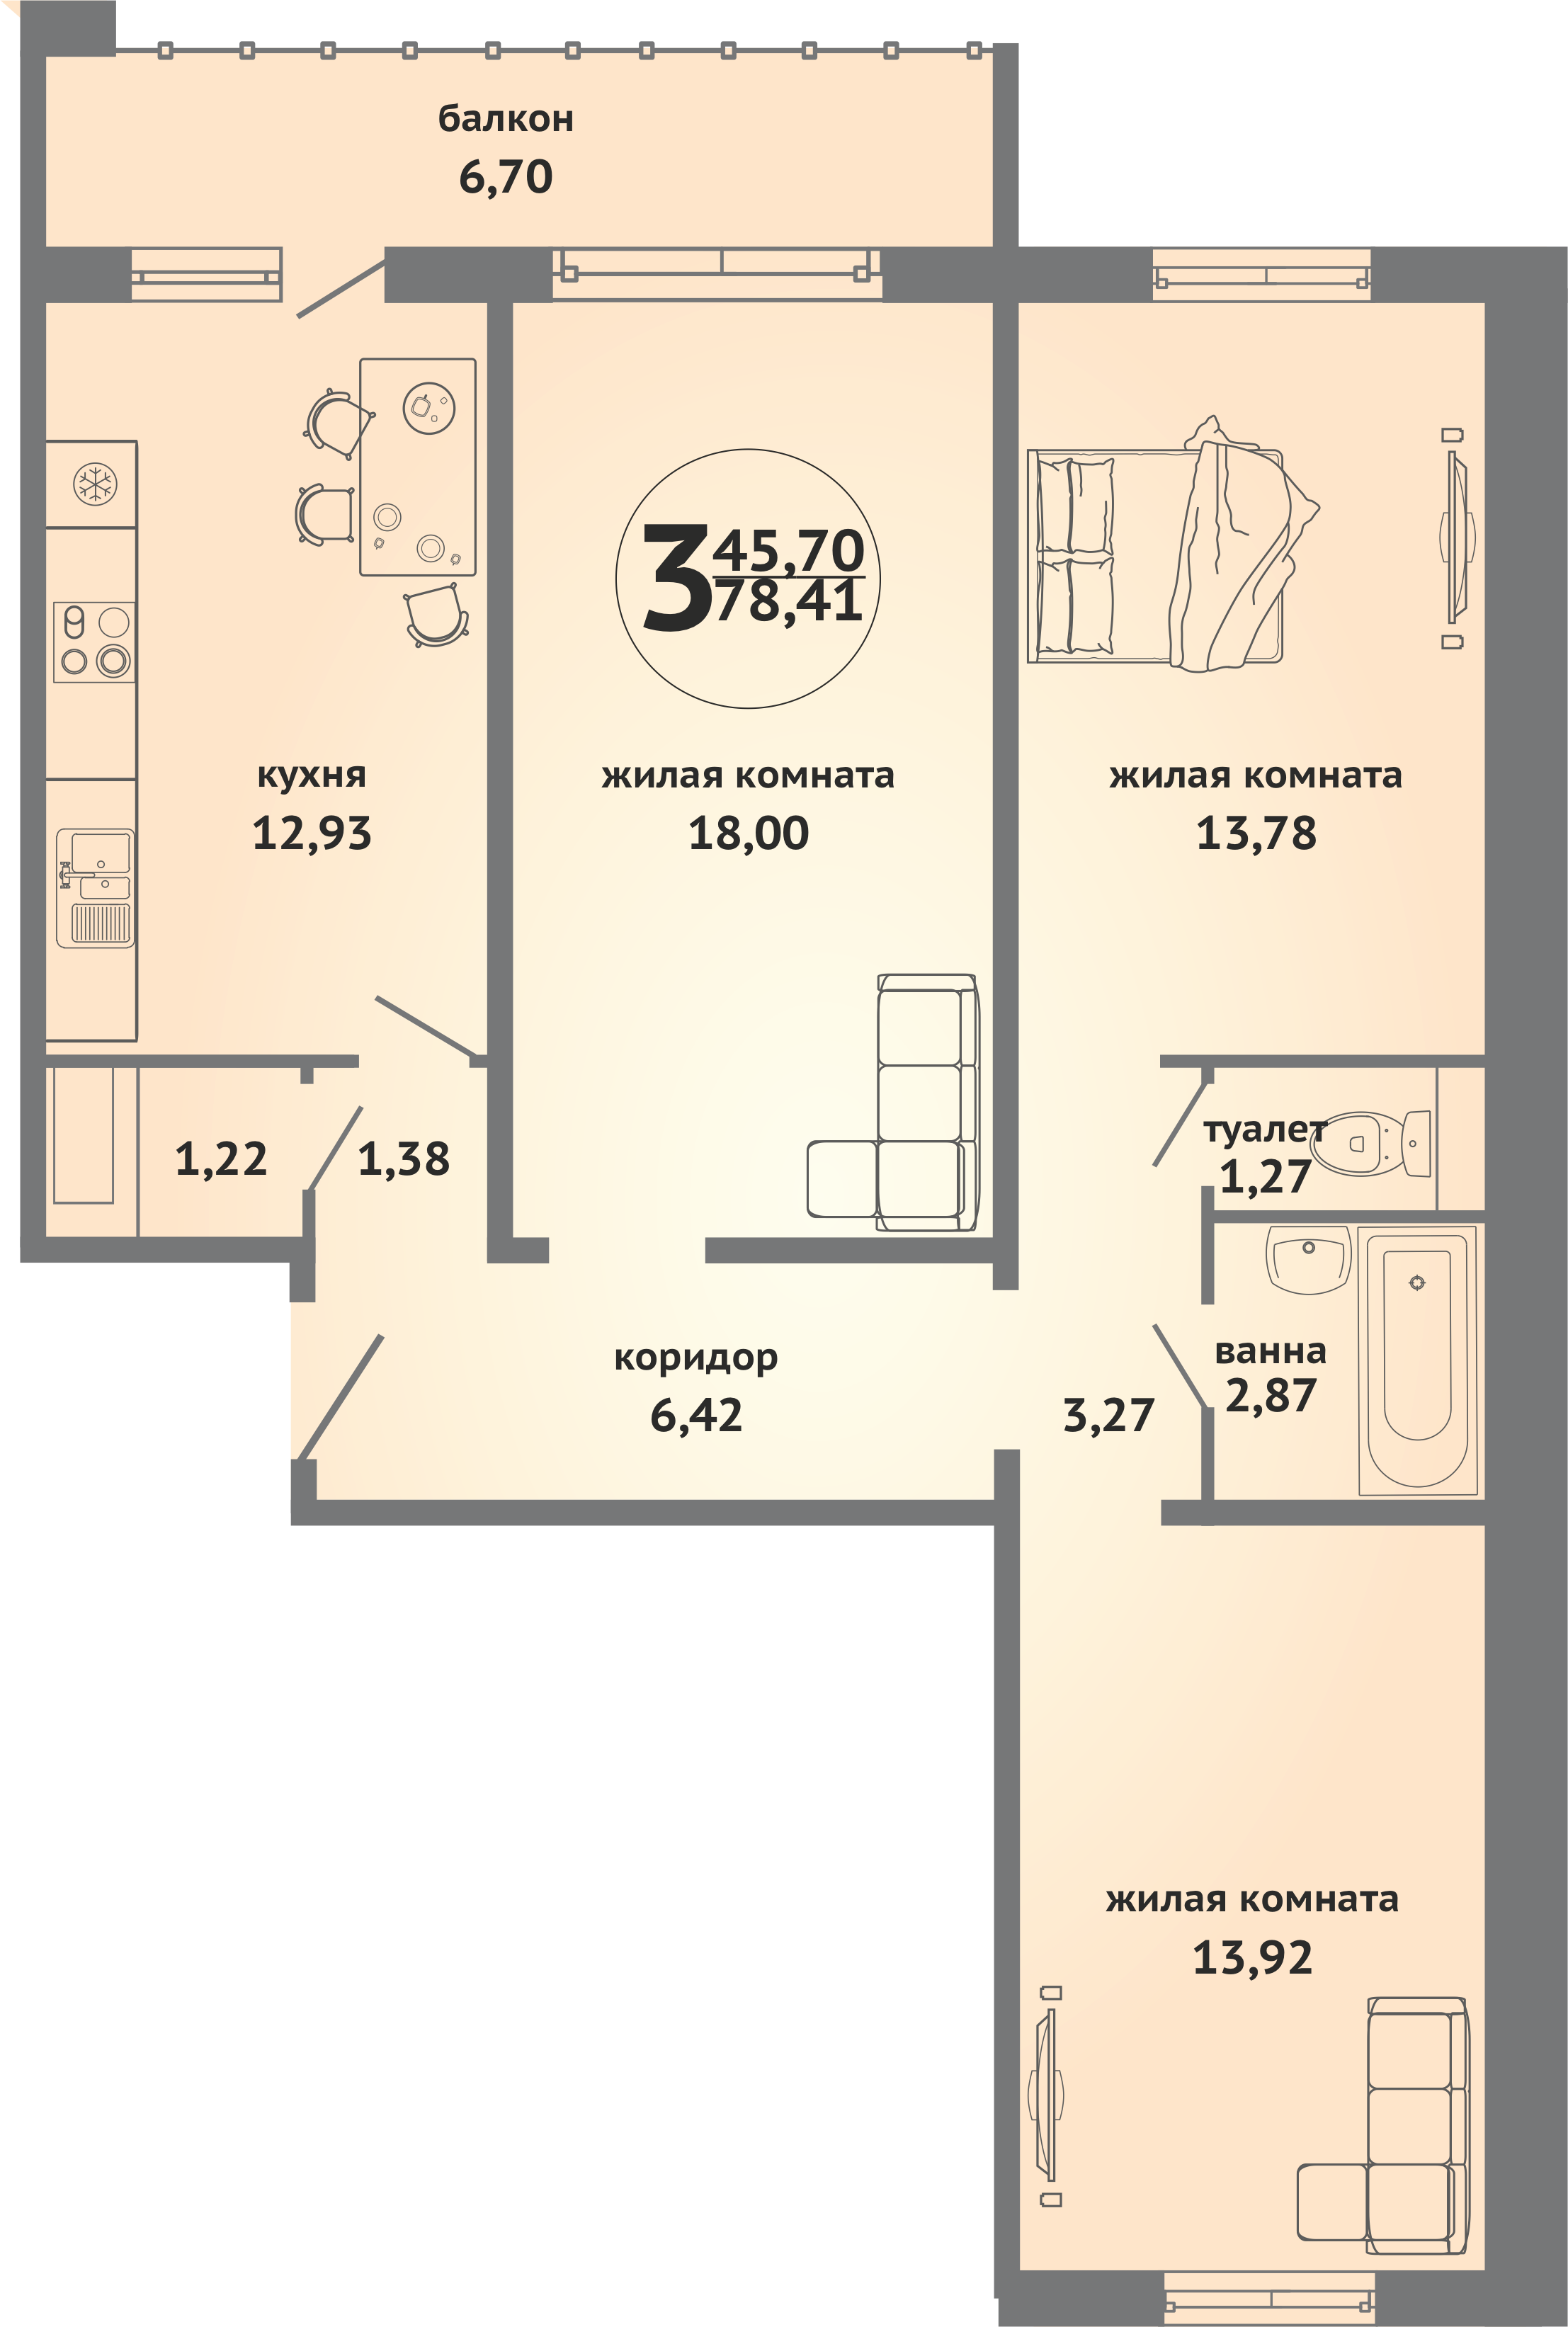 балкон
6,70
3
45,70
78,41
кухня
12,93
жилая комната
18,00
жилая комната
13,78
1,22
1,38
туалет
1,27
коридор
6,42
3,27
ванна
2,87
жилая комната
13,92